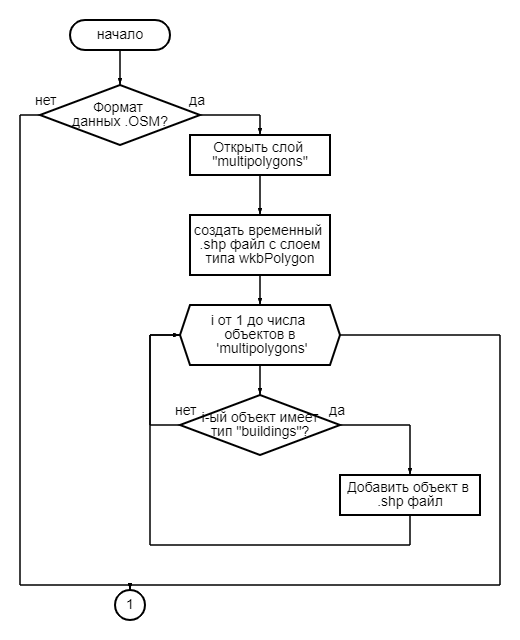 начало
нет
да
Формат
данных .OSM?
Открыть слой
"multipolygons"
создать временный
.shp файл с слоем
типа wkbPolygon
i от 1 до числа
объектов в
'multipolygons'
нет
i-ый объект имеет
тип "buildings"?
да
Добавить объект в
.shp файл
1